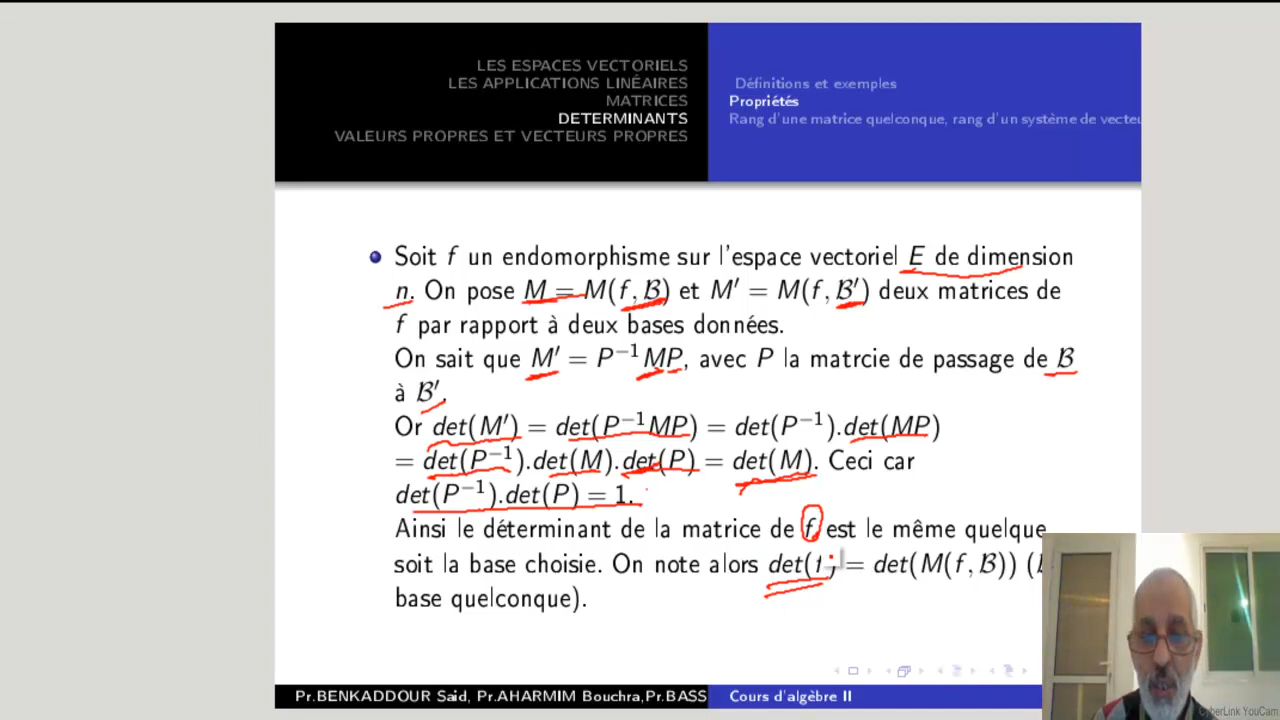 LES ESPACES VECTORIELS
LES APPLICATIONS LINÉAIRES
MATRICES
DETERMINANTS
VALEURS PROPRES ET VECTEURS PROPRES
Définitions et exemples
Propriétés
Rang d'une matrice quelconque, rang d'un système de vecteu
Soit f un endomorphisme sur l'espace vectoriel E de dimension
n. On pose M = M(f, B) et M′ = M(f, B′) deux matrices de
f par rapport à deux bases données.
On sait que M′ = P⁻¹MP, avec P la matrcie de passage de B
à B′.
Or det(M′) = det(P⁻¹MP) = det(P⁻¹).det(MP)
= det(P⁻¹).det(M).det(P) = det(M). Ceci car
det(P⁻¹).det(P) = 1.
Ainsi le déterminant de la matrice de f est le même quelque
soit la base choisie. On note alors det(f) = det(M(f, B)) (
base quelconque).
Pr.BENKADDOUR Said, Pr.AHARMIM Bouchra,Pr.BASS
Cours d'algèbre II
CyberLink YouCam